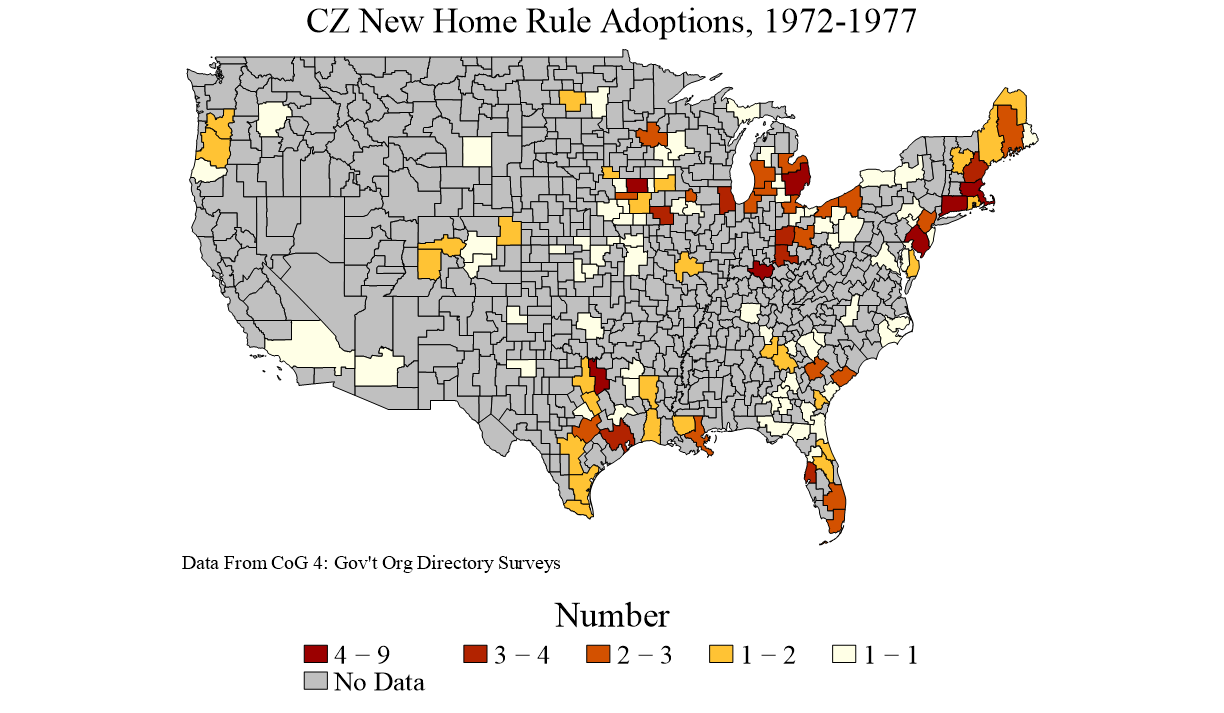 CZ New Home Rule Adoptions, 1972-1977
Data From CoG 4: Gov't Org Directory Surveys
Number
4 − 9 3 − 4 2 − 3 1 − 2 1 − 1
No Data